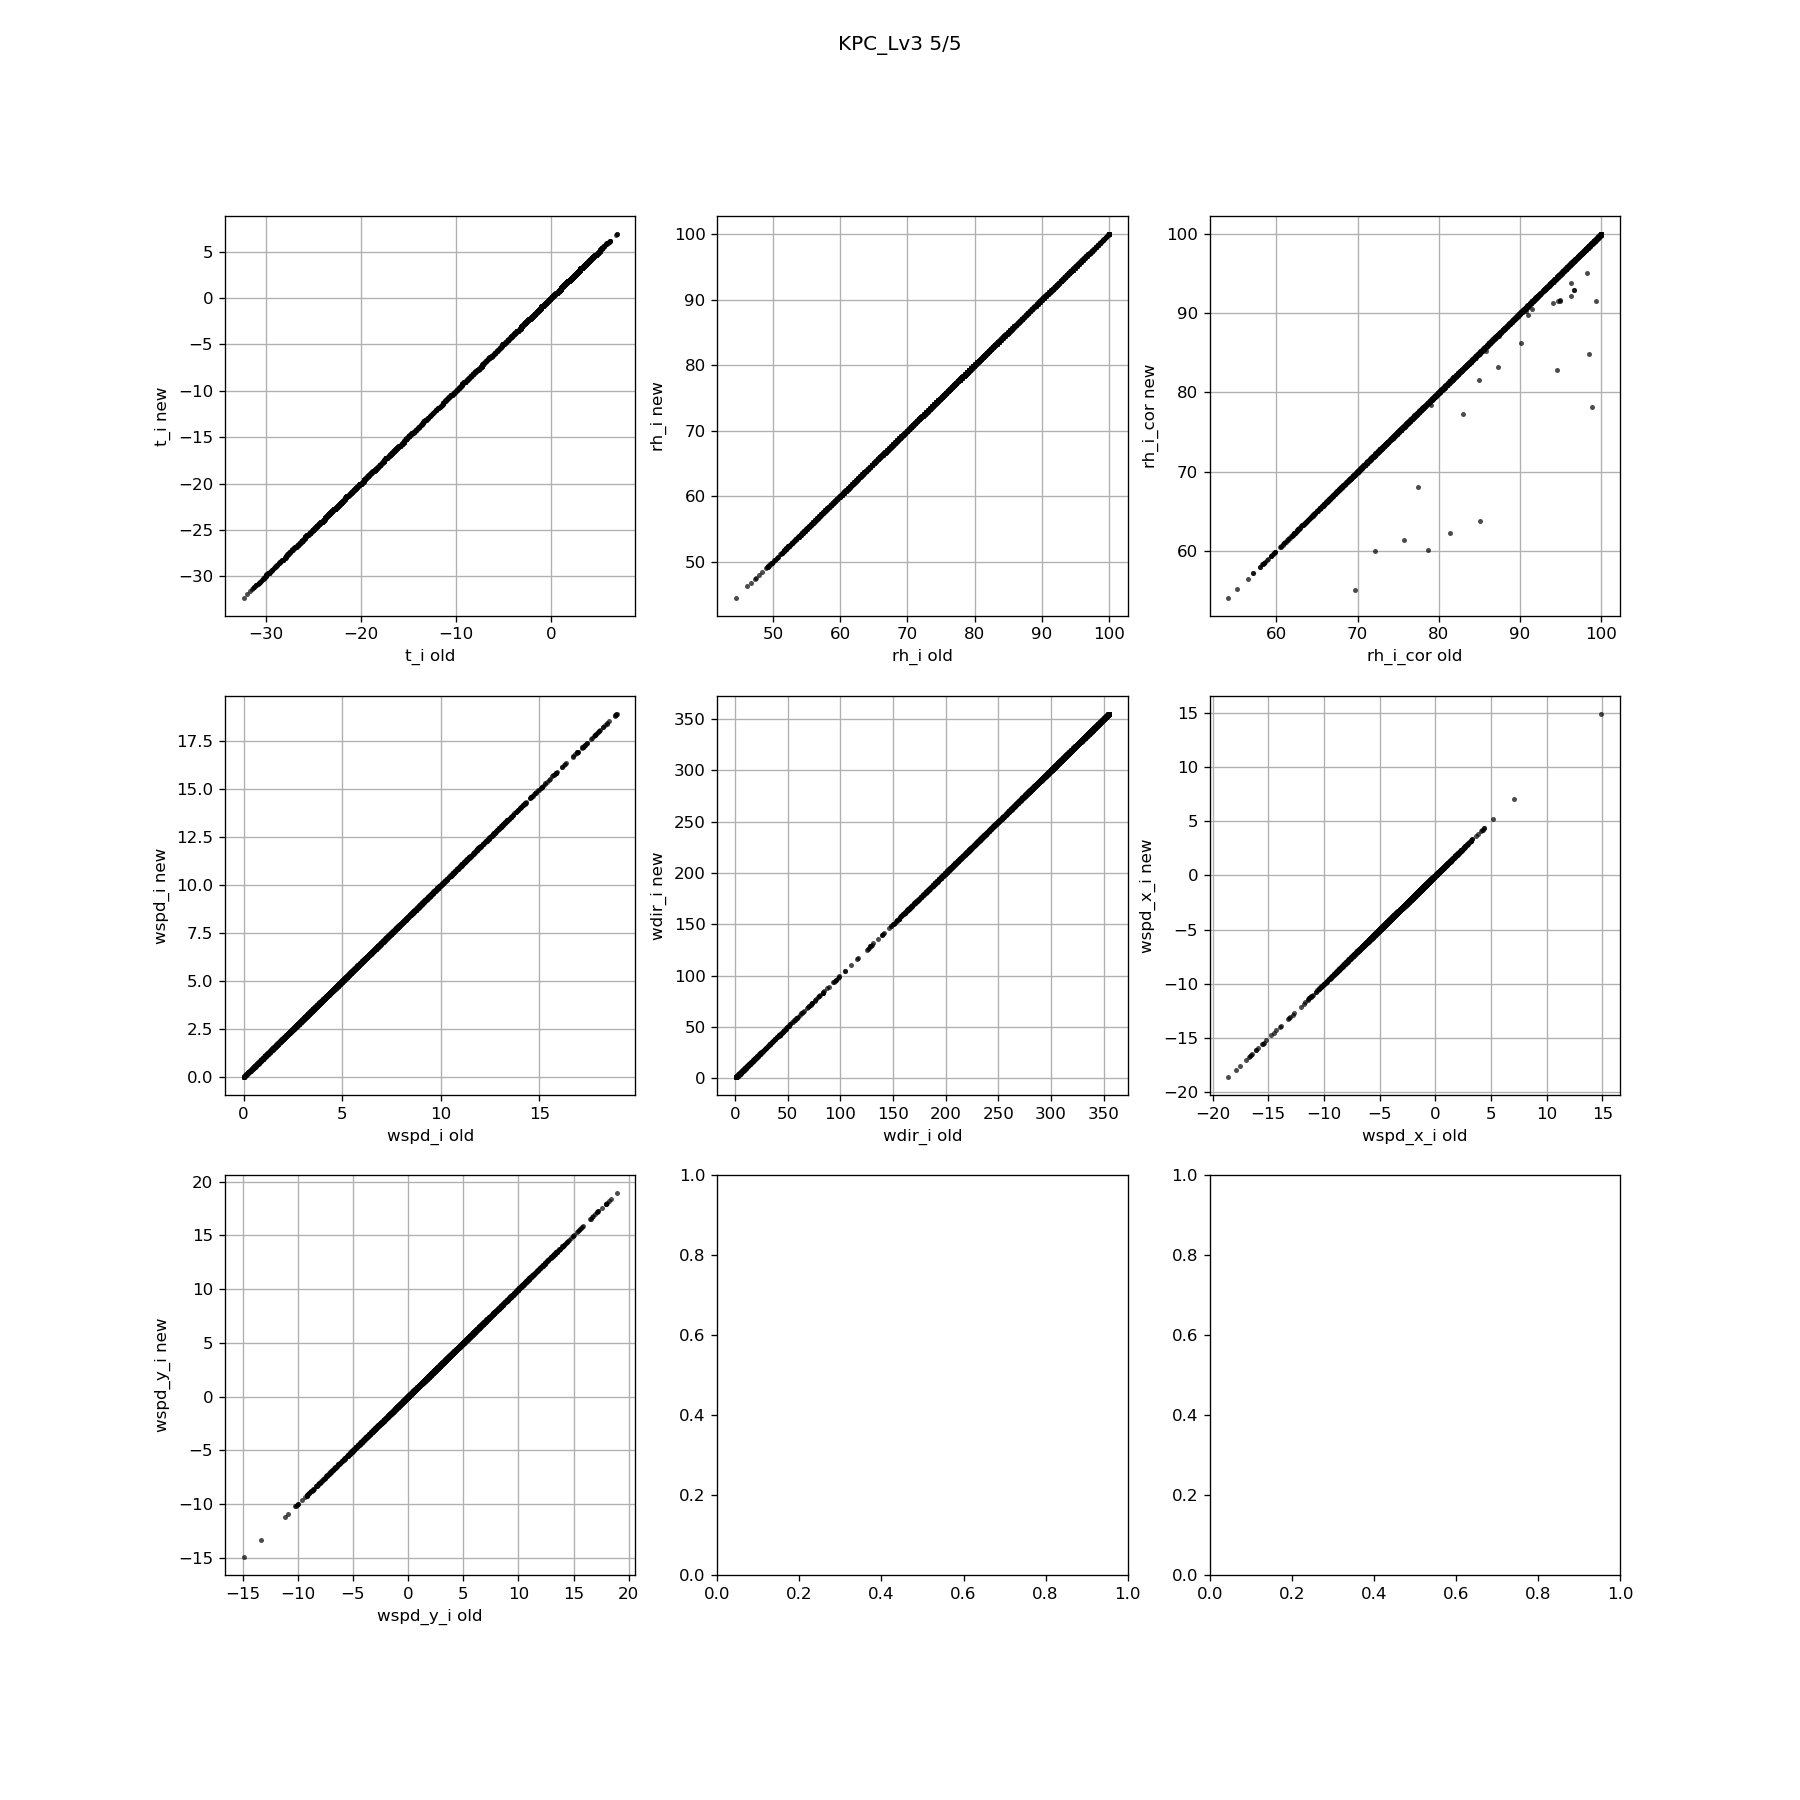 KPC_Lv3 5/5
t_i new
5
0
−5
−10
−15
−20
−25
−30
−30 −20 −10 0
t_i old
rh_i new
100
90
80
70
60
50
50 60 70 80 90 100
rh_i old
rh_i_cor new
100
90
80
70
60
60 70 80 90 100
rh_i_cor old
wspd_i new
17.5
15.0
12.5
10.0
7.5
5.0
2.5
0.0
0 5 10 15
wspd_i old
wdir_i new
350
300
250
200
150
100
50
0
0 50 100 150 200 250 300 350
wdir_i old
wspd_x_i new
15
10
5
0
−5
−10
−15
−20
−20 −15 −10 −5 0 5 10 15
wspd_x_i old
wspd_y_i new
20
15
10
5
0
−5
−10
−15
−15 −10 −5 0 5 10 15 20
wspd_y_i old
1.0
0.8
0.6
0.4
0.2
0.0
0.0 0.2 0.4 0.6 0.8 1.0
1.0
0.8
0.6
0.4
0.2
0.0
0.0 0.2 0.4 0.6 0.8 1.0